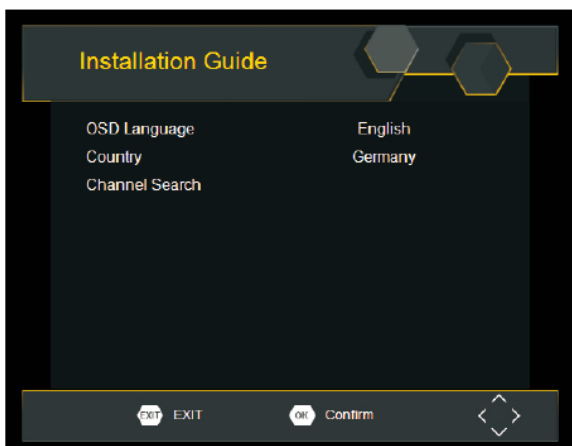 Installation Guide
OSD Language English
Country Germany
Channel Search
EXIT EXIT OK Confirm